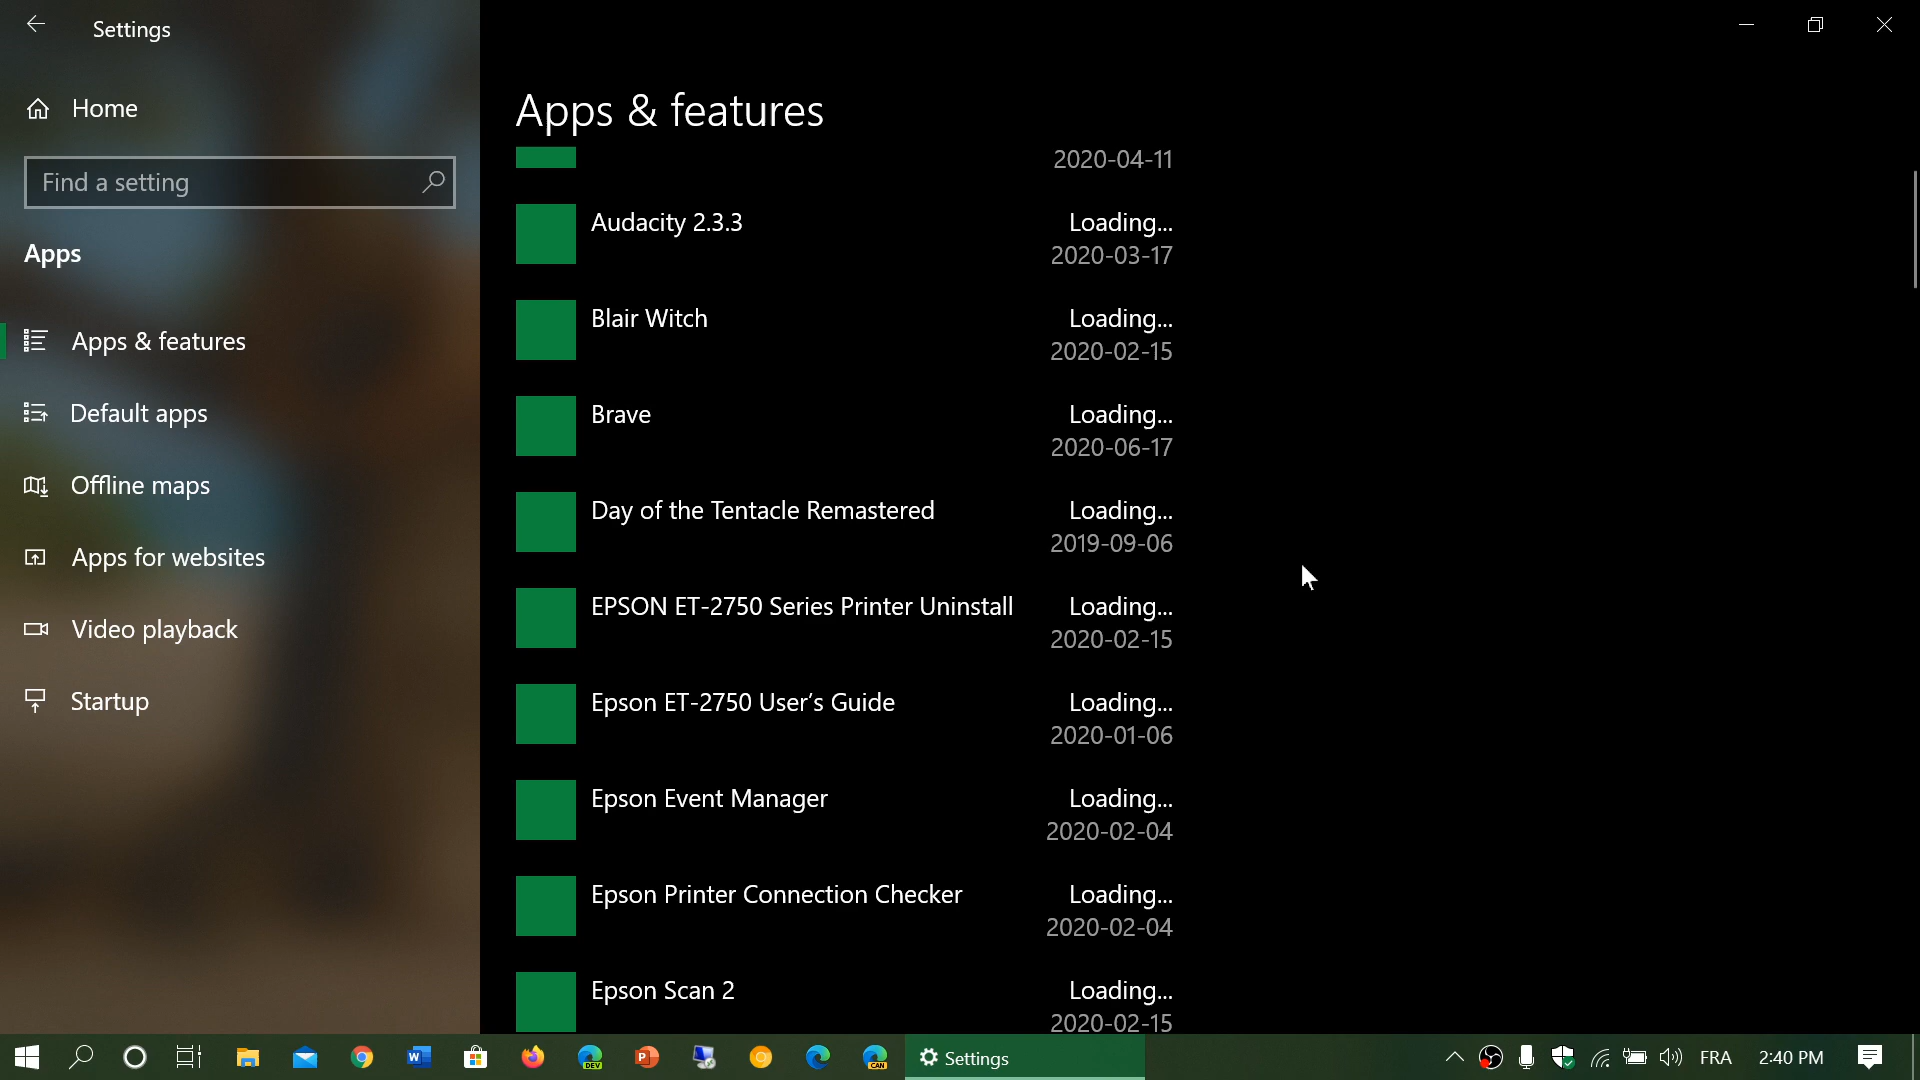 Settings
Home
Find a setting
Apps
Apps & features
Default apps
Offline maps
Apps for websites
Video playback
Startup
Apps & features
2020-04-11
Audacity 2.3.3 Loading...
2020-03-17
Blair Witch Loading...
2020-02-15
Brave Loading...
2020-06-17
Day of the Tentacle Remastered Loading...
2019-09-06
EPSON ET-2750 Series Printer Uninstall Loading...
2020-02-15
Epson ET-2750 User’s Guide Loading...
2020-01-06
Epson Event Manager Loading...
2020-02-04
Epson Printer Connection Checker Loading...
2020-02-04
Epson Scan 2 Loading...
2020-02-15
W DEV P CAN Settings FRA 2:40 PM